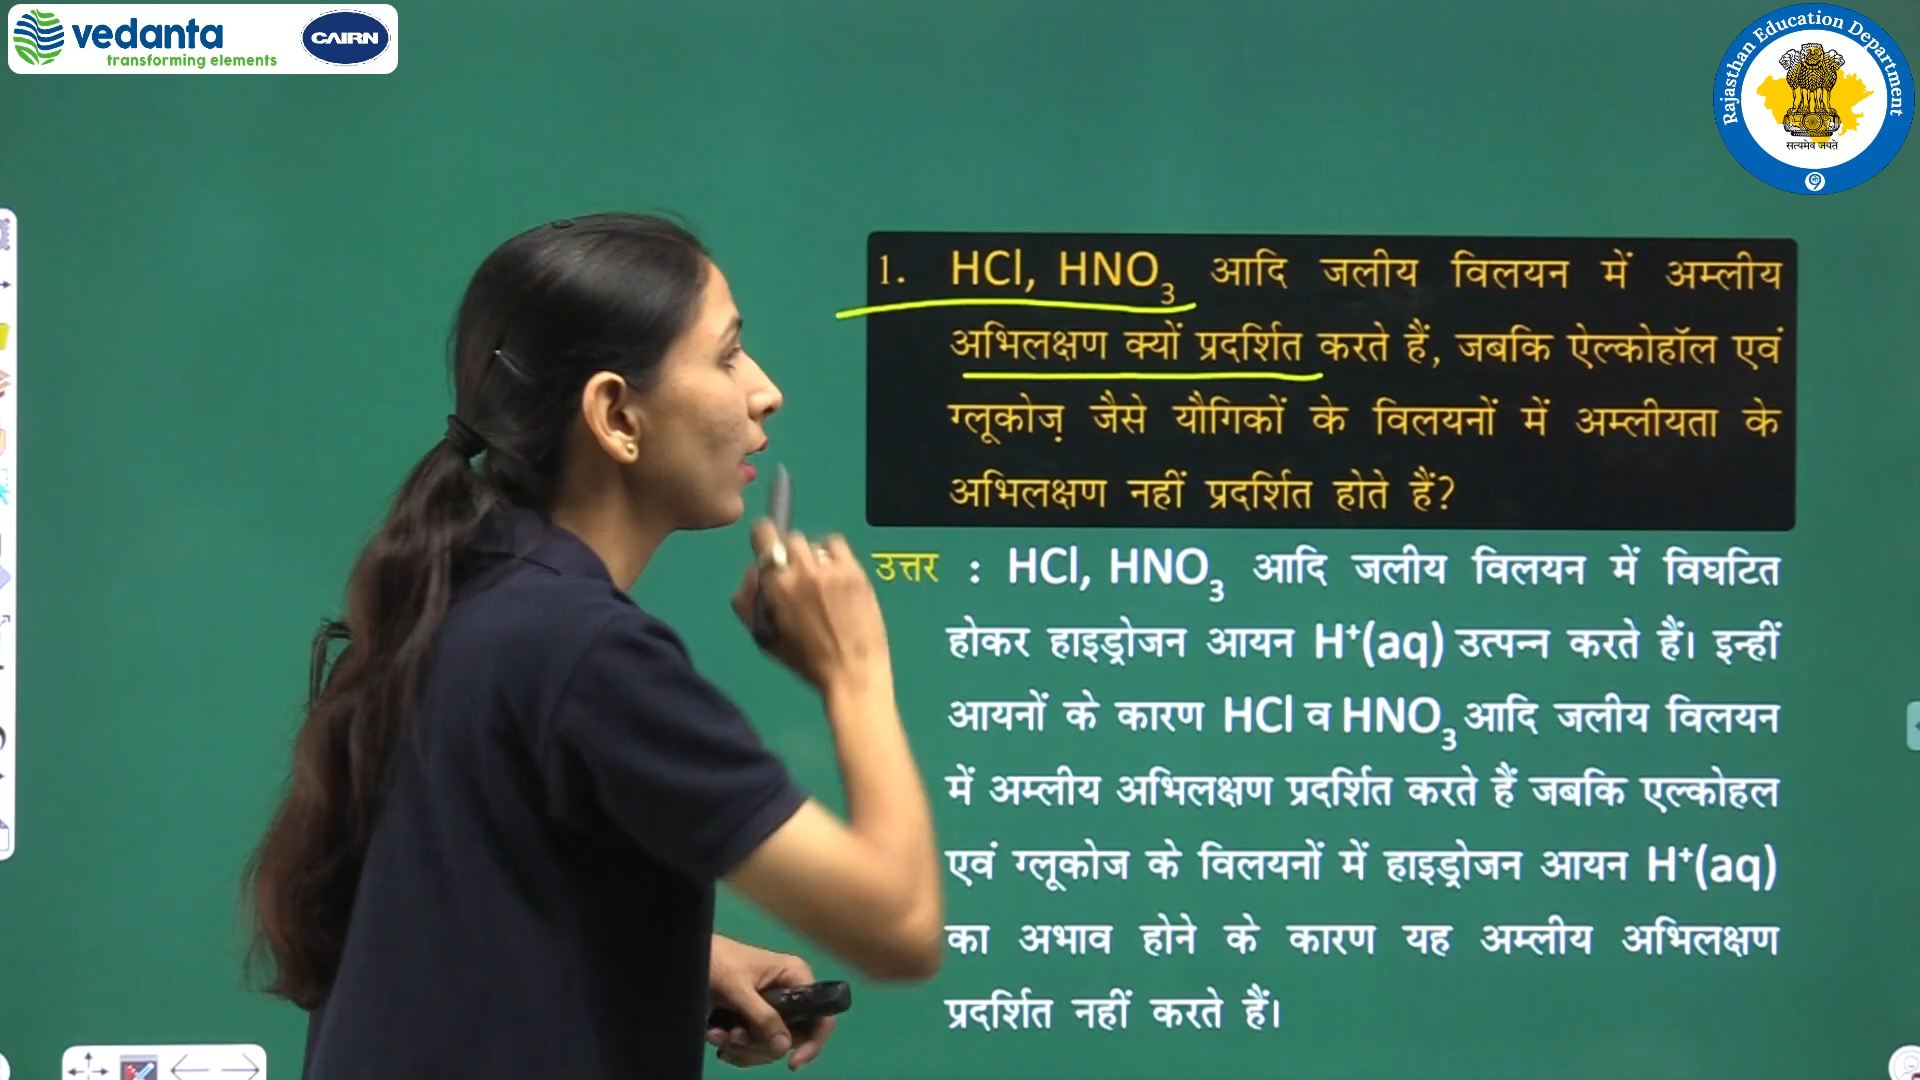 vedanta
transforming elements
CAIRN
Rajasthan Education Department
सत्यमेव जयते
1. HCl, HNO₃ आदि जलीय विलयन में अम्लीय
अभिलक्षण क्यों प्रदर्शित करते हैं, जबकि ऐल्कोहॉल एवं
ग्लूकोज़ जैसे यौगिकों के विलयनों में अम्लीयता के
अभिलक्षण नहीं प्रदर्शित होते हैं?
उत्तर : HCl, HNO₃ आदि जलीय विलयन में विघटित
होकर हाइड्रोजन आयन H⁺(aq) उत्पन्न करते हैं। इन्हीं
आयनों के कारण HCl व HNO₃ आदि जलीय विलयन
में अम्लीय अभिलक्षण प्रदर्शित करते हैं जबकि एल्कोहल
एवं ग्लूकोज के विलयनों में हाइड्रोजन आयन H⁺(aq)
का अभाव होने के कारण यह अम्लीय अभिलक्षण
प्रदर्शित नहीं करते हैं।